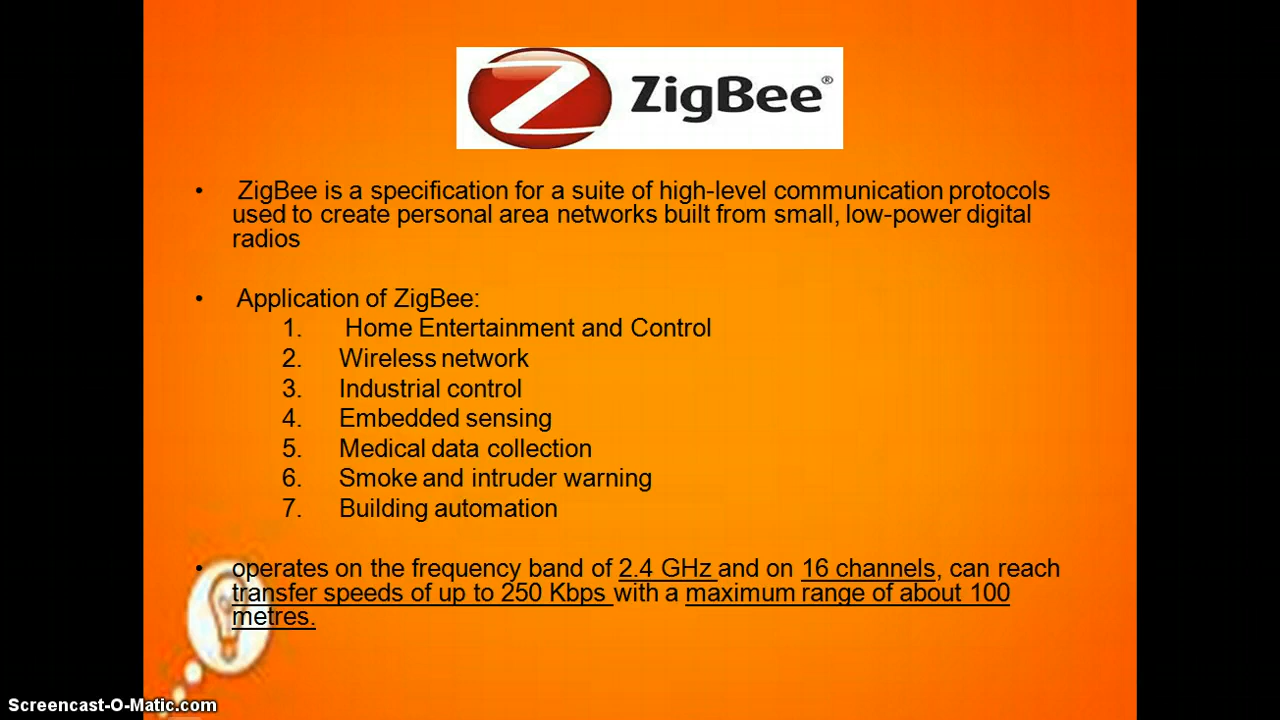 ZigBee®
• ZigBee is a specification for a suite of high-level communication protocols
used to create personal area networks built from small, low-power digital
radios
• Application of ZigBee:
1. Home Entertainment and Control
2. Wireless network
3. Industrial control
4. Embedded sensing
5. Medical data collection
6. Smoke and intruder warning
7. Building automation
• operates on the frequency band of 2.4 GHz and on 16 channels, can reach
transfer speeds of up to 250 Kbps with a maximum range of about 100
metres.
Screencast-O-Matic.com